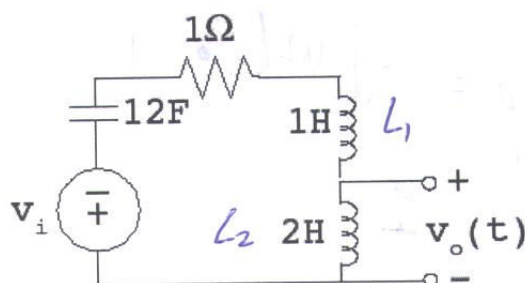 1Ω
12F
1H L₁
+
−
+
vᵢ
L₂ 2H vₒ(t)
−